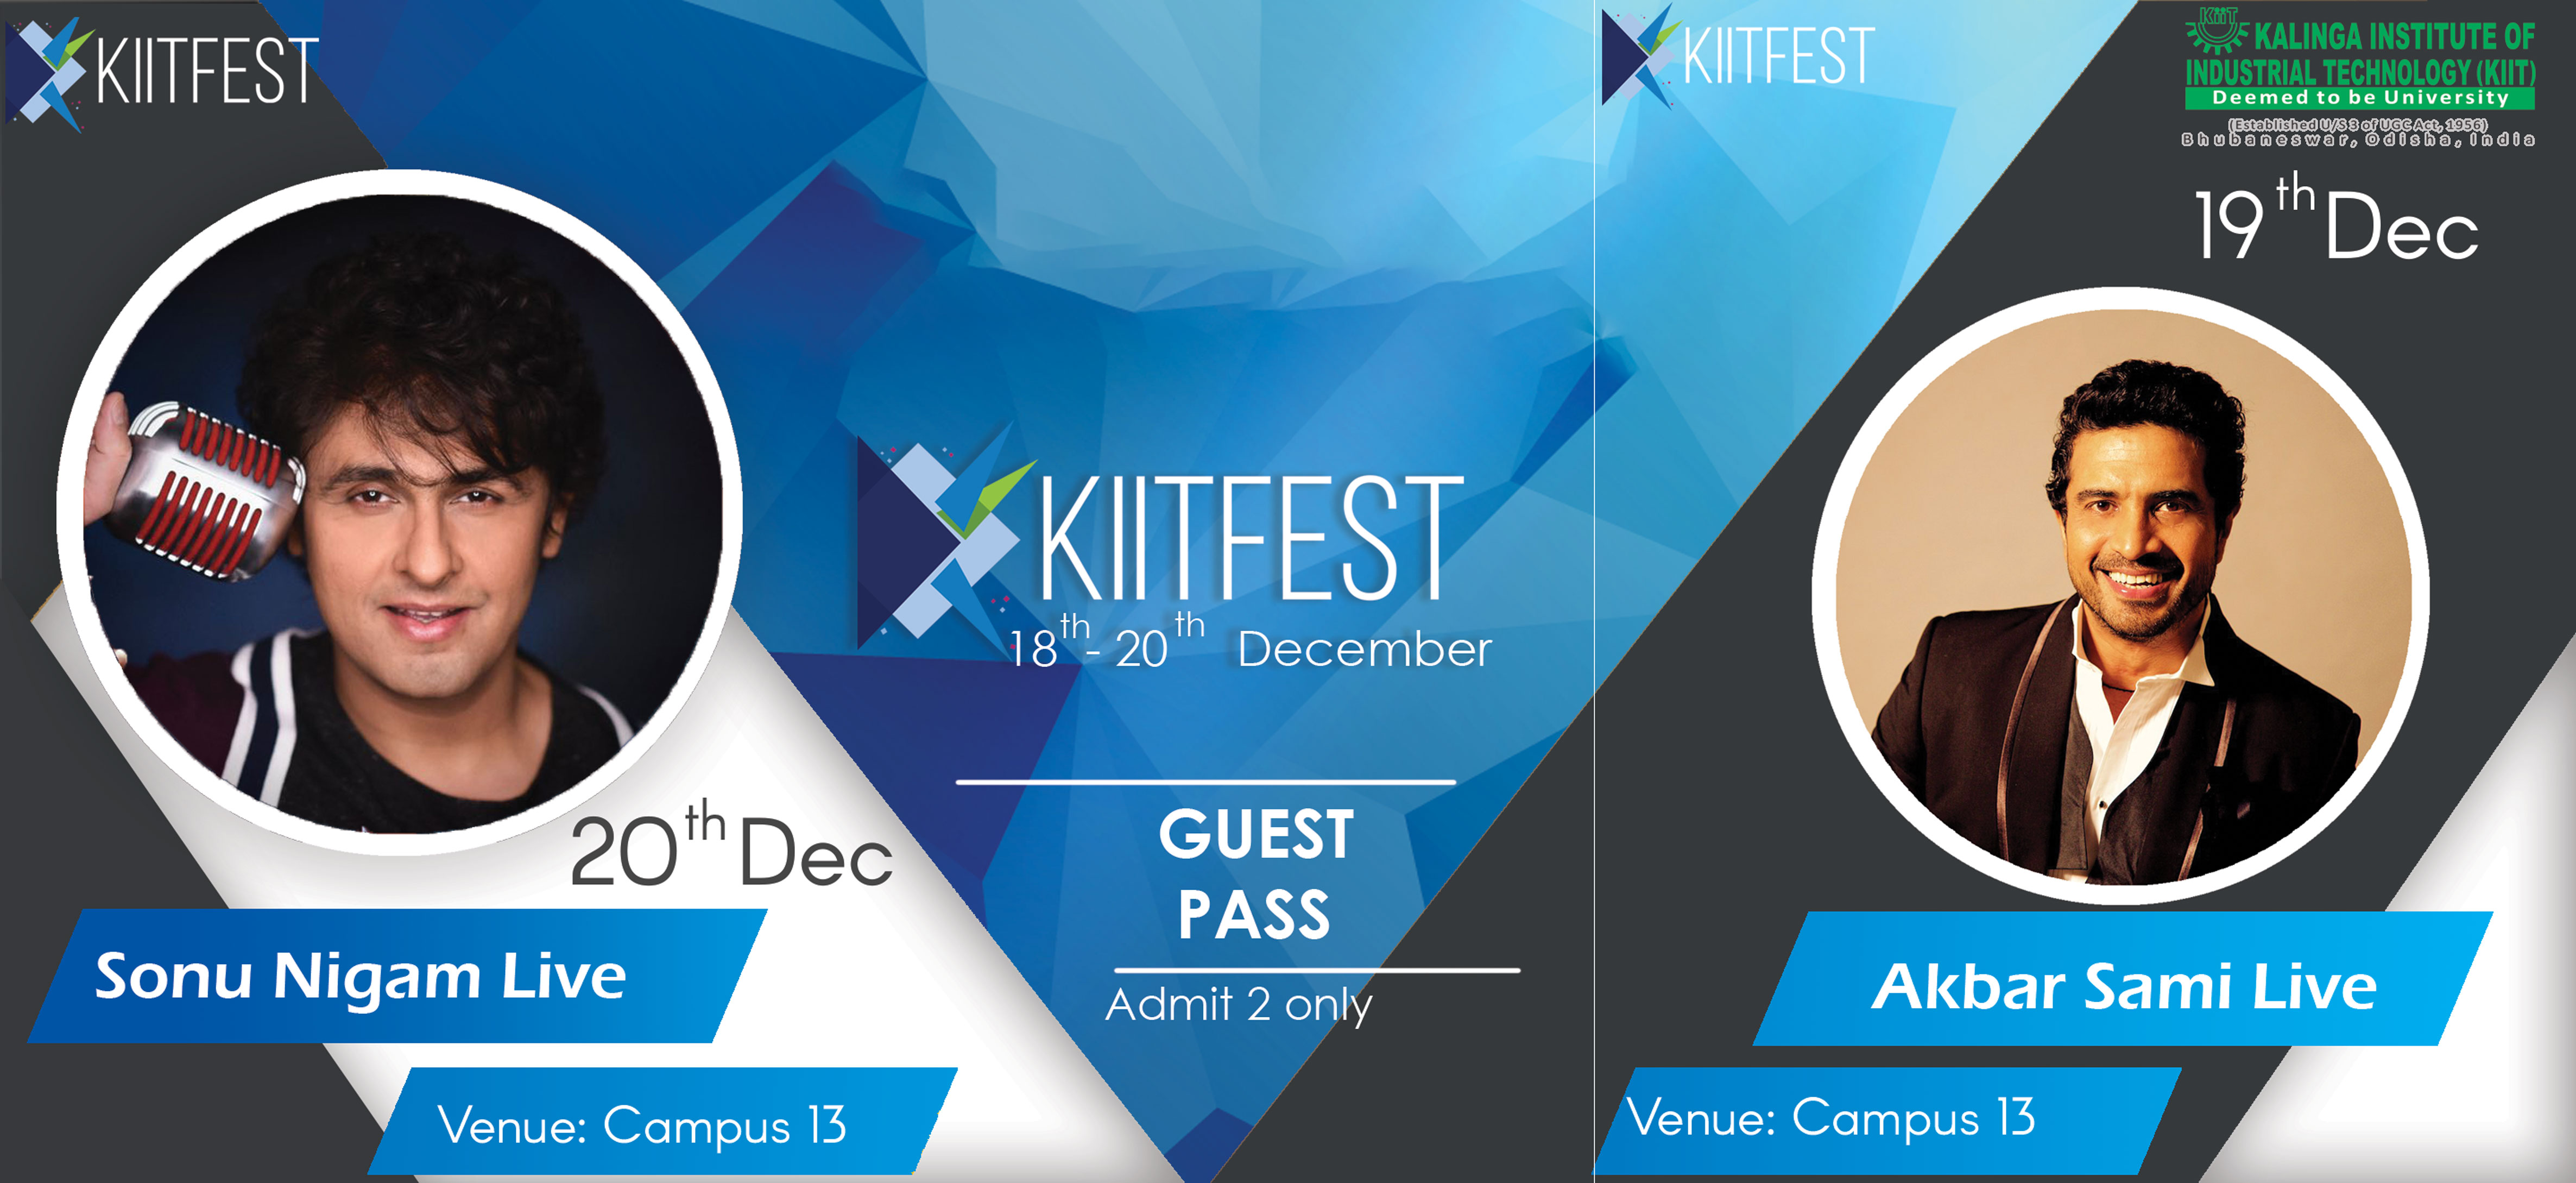 KIITFEST
20th Dec
Sonu Nigam Live
Venue: Campus 13
KIITFEST
18th - 20th December
GUEST
PASS
Admit 2 only
KIITFEST
KIIT
KALINGA INSTITUTE OF
INDUSTRIAL TECHNOLOGY (KIIT)
Deemed to be University
(Established U/S 3 of UGC Act, 1956)
Bhubaneswar, Odisha, India
19th Dec
Akbar Sami Live
Venue: Campus 13